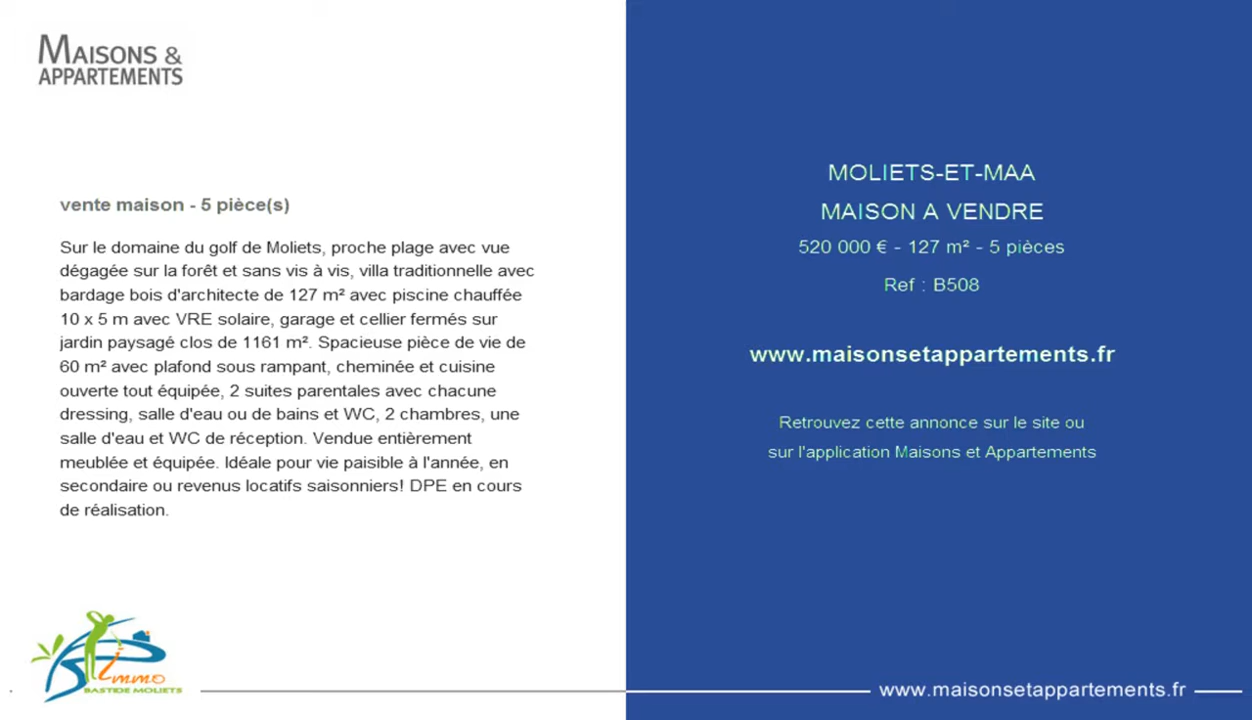 MAISONS &
APPARTEMENTS
vente maison - 5 pièce(s)
Sur le domaine du golf de Moliets, proche plage avec vue
dégagée sur la forêt et sans vis à vis, villa traditionnelle avec
bardage bois d'architecte de 127 m² avec piscine chauffée
10 x 5 m avec VRE solaire, garage et cellier fermés sur
jardin paysagé clos de 1161 m². Spacieuse pièce de vie de
60 m² avec plafond sous rampant, cheminée et cuisine
ouverte tout équipée, 2 suites parentales avec chacune
dressing, salle d'eau ou de bains et WC, 2 chambres, une
salle d'eau et WC de réception. Vendue entièrement
meublée et équipée. Idéale pour vie paisible à l'année, en
secondaire ou revenus locatifs saisonniers! DPE en cours
de réalisation.
immo
BASTIDE MOLIETS
MOLIETS-ET-MAA
MAISON A VENDRE
520 000 € - 127 m² - 5 pièces
Ref : B508
www.maisonsetappartements.fr
Retrouvez cette annonce sur le site ou
sur l'application Maisons et Appartements
www.maisonsetappartements.fr